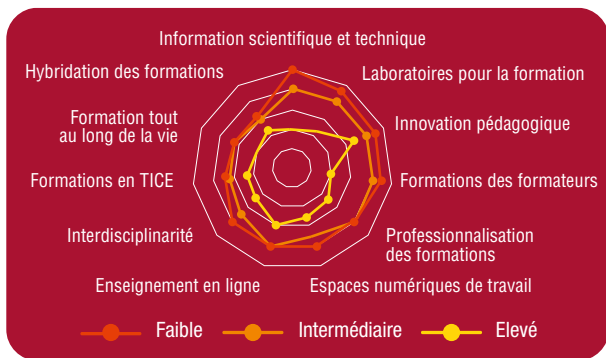 Information scientifique et technique
Hybridation des formations
Laboratoires pour la formation
Formation tout
au long de la vie
Innovation pédagogique
Formations en TICE
Formations des formateurs
Interdisciplinarité
Professionnalisation
des formations
Enseignement en ligne
Espaces numériques de travail
Faible
Intermédiaire
Elevé